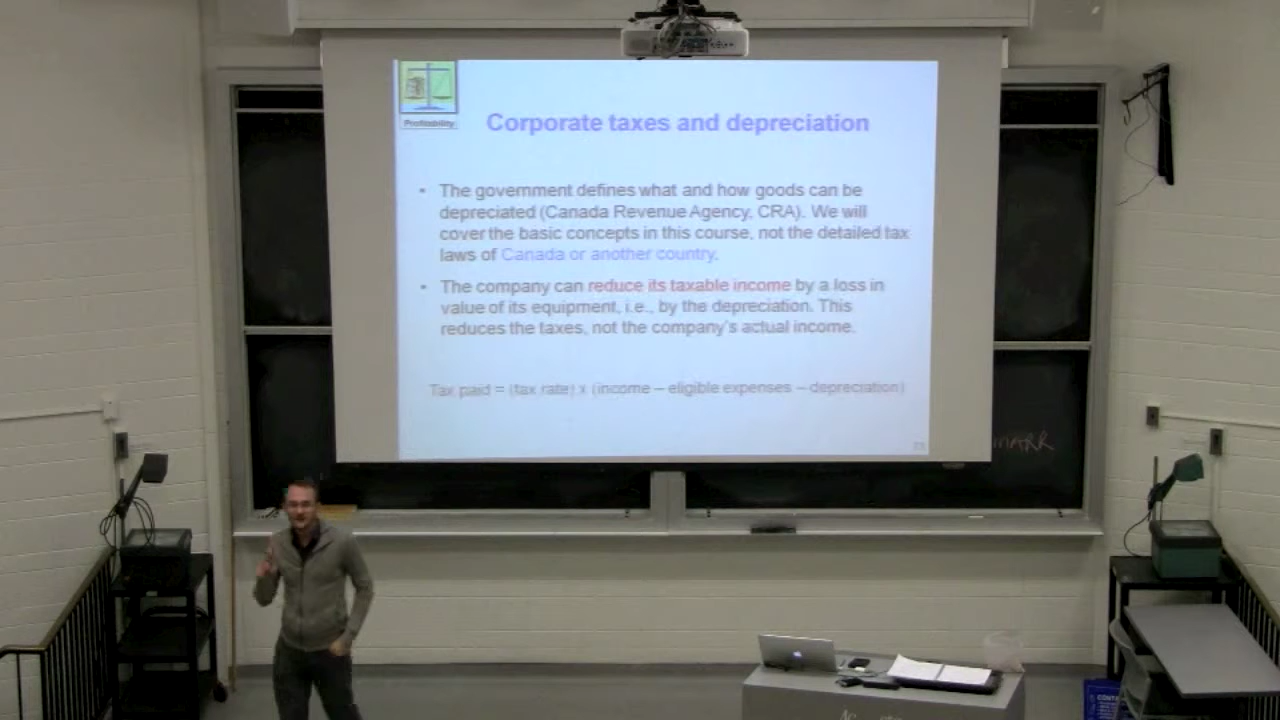 Profitability
Corporate taxes and depreciation
• The government defines what and how goods can be
depreciated (Canada Revenue Agency, CRA). We will
cover the basic concepts in this course, not the detailed tax
laws of Canada or another country.
• The company can reduce its taxable income by a loss in
value of its equipment, i.e., by the depreciation. This
reduces the taxes, not the company's actual income.
Tax paid = (tax rate) x (income – eligible expenses – depreciation)
MARR